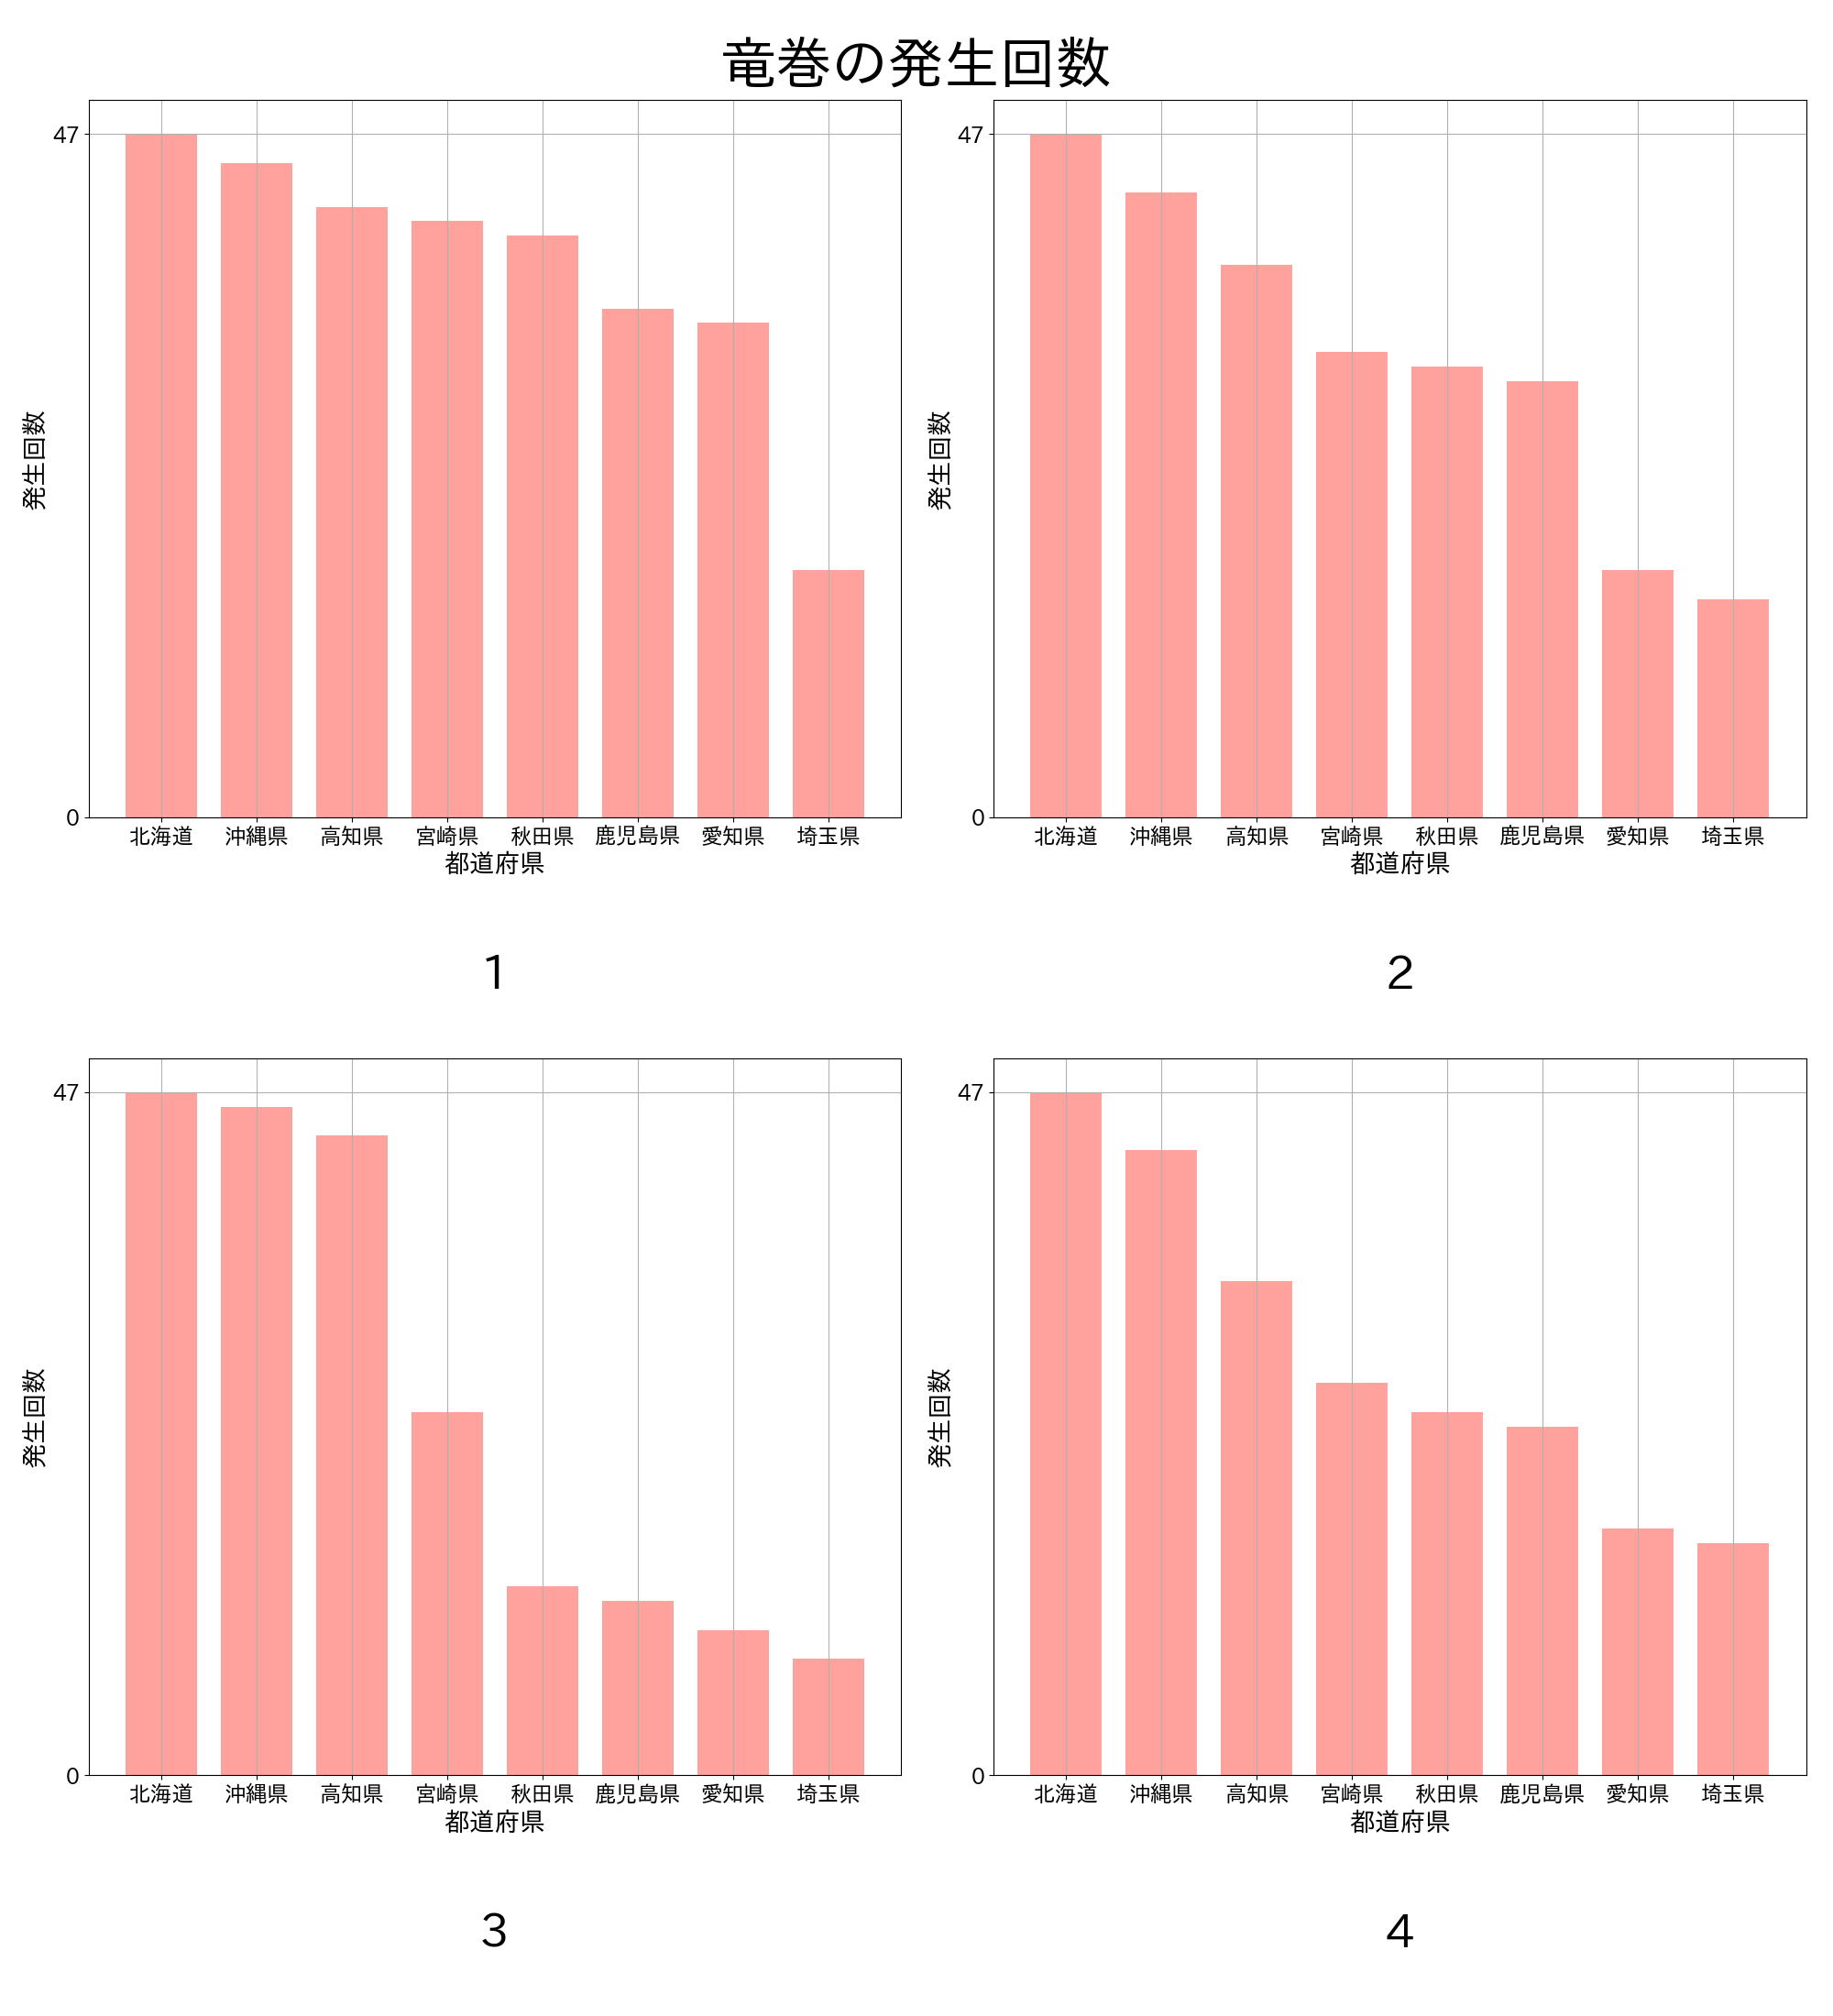 竜巻の発生回数
47
0
発生回数
北海道 沖縄県 高知県 宮崎県 秋田県 鹿児島県 愛知県 埼玉県
都道府県
1
47
0
発生回数
北海道 沖縄県 高知県 宮崎県 秋田県 鹿児島県 愛知県 埼玉県
都道府県
2
47
0
発生回数
北海道 沖縄県 高知県 宮崎県 秋田県 鹿児島県 愛知県 埼玉県
都道府県
3
47
0
発生回数
北海道 沖縄県 高知県 宮崎県 秋田県 鹿児島県 愛知県 埼玉県
都道府県
4